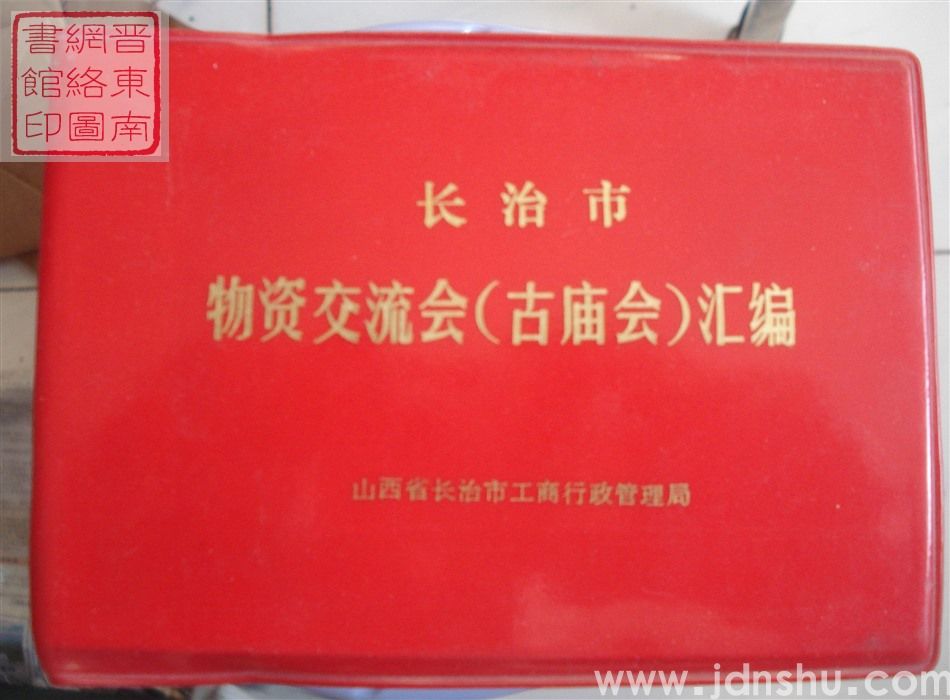 晋東南
網絡圖
書館印
长治市
物资交流会(古庙会)汇编
山西省长治市工商行政管理局
www.jdnshu.com